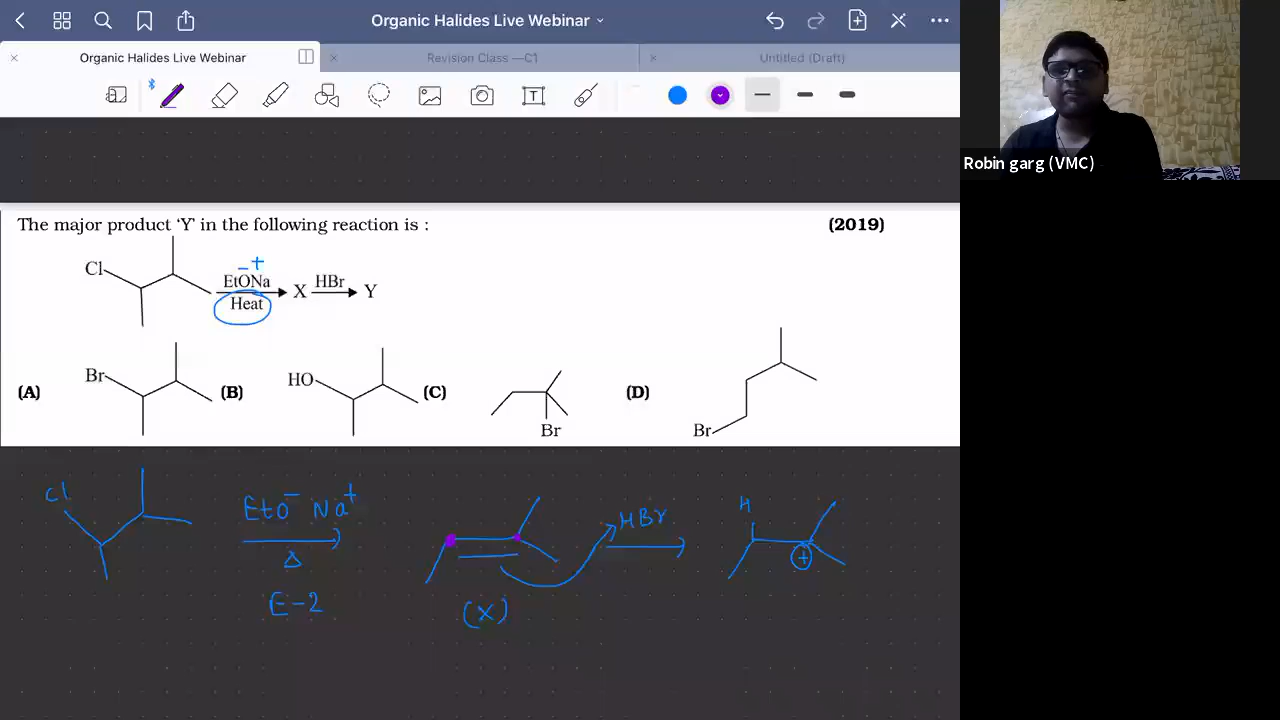 Organic Halides Live Webinar
Organic Halides Live Webinar
Revision Class —C1
Untitled (Draft)
T
Robin garg (VMC)
The major product 'Y' in the following reaction is : (2019)
− +
Cl EtONa X HBr Y
Heat
(A) Br (B) HO (C) Br (D) Br
Cl EtO⁻ Na⁺ HBr H
Δ +
E-2 (X)